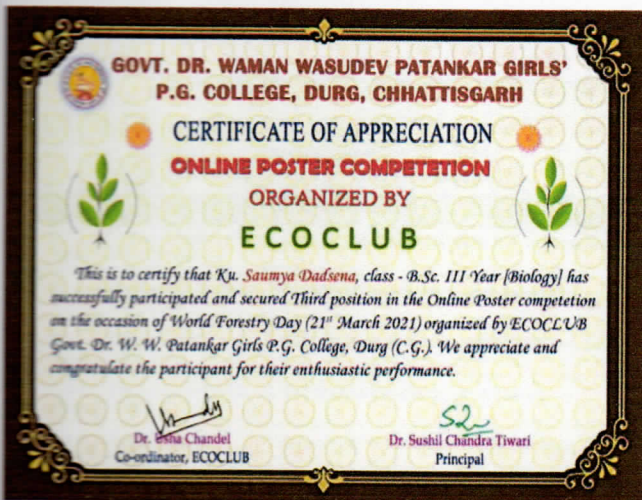 GOVT. DR. WAMAN WASUDEV PATANKAR GIRLS'
P.G. COLLEGE, DURG, CHHATTISGARH
CERTIFICATE OF APPRECIATION
ONLINE POSTER COMPETETION
ORGANIZED BY
ECOCLUB
This is to certify that Ku. Saumya Dadsena, class - B.Sc. III Year [Biology] has
successfully participated and secured Third position in the Online Poster competetion
on the occasion of World Forestry Day (21st March 2021) organized by ECOCLUB
Govt. Dr. W. W. Patankar Girls P.G. College, Durg (C.G.). We appreciate and
congratulate the participant for their enthusiastic performance.
Dr. Usha Chandel
Co-ordinator, ECOCLUB
Dr. Sushil Chandra Tiwari
Principal